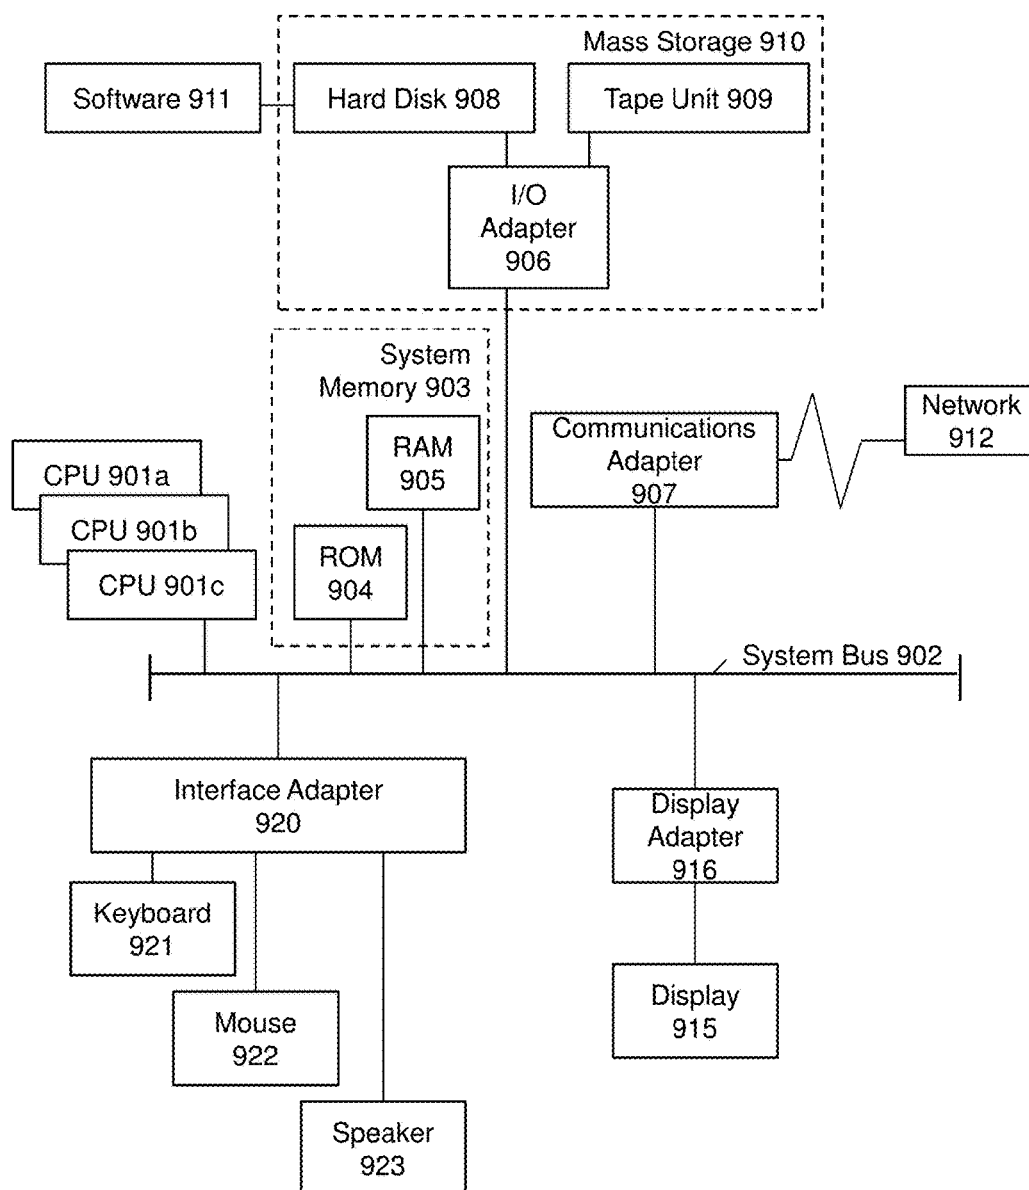 Mass Storage 910
Software 911
Hard Disk 908
Tape Unit 909
I/O
Adapter
906
System
Memory 903
RAM
905
ROM
904
Communications
Adapter
907
Network
912
CPU 901a
CPU 901b
CPU 901c
System Bus 902
Interface Adapter
920
Display
Adapter
916
Keyboard
921
Mouse
922
Display
915
Speaker
923